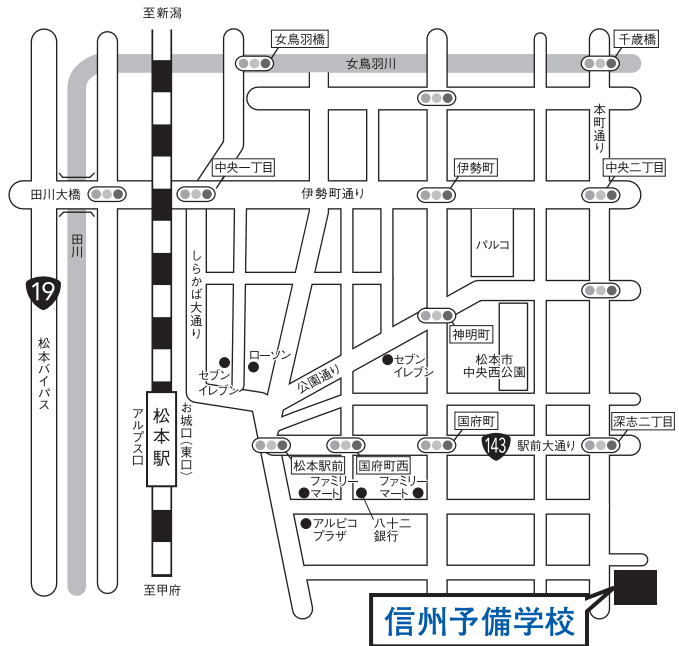 至新潟
女鳥羽橋
千歳橋
女鳥羽川
本町通り
中央一丁目
伊勢町
中央二丁目
田川大橋
伊勢町通り
田川
パルコ
しらかば大通り
19
神明町
松本バイパス
ローソン
セブン
イレブン
セブン
イレブン
松本市
中央西公園
公園通り
お城口(東口)
松本駅
アルプス口
国府町
深志二丁目
143
駅前大通り
松本駅前
国府町西
ファミリー
マート
ファミリー
マート
アルピコ
プラザ
八十二
銀行
至甲府
信州予備学校